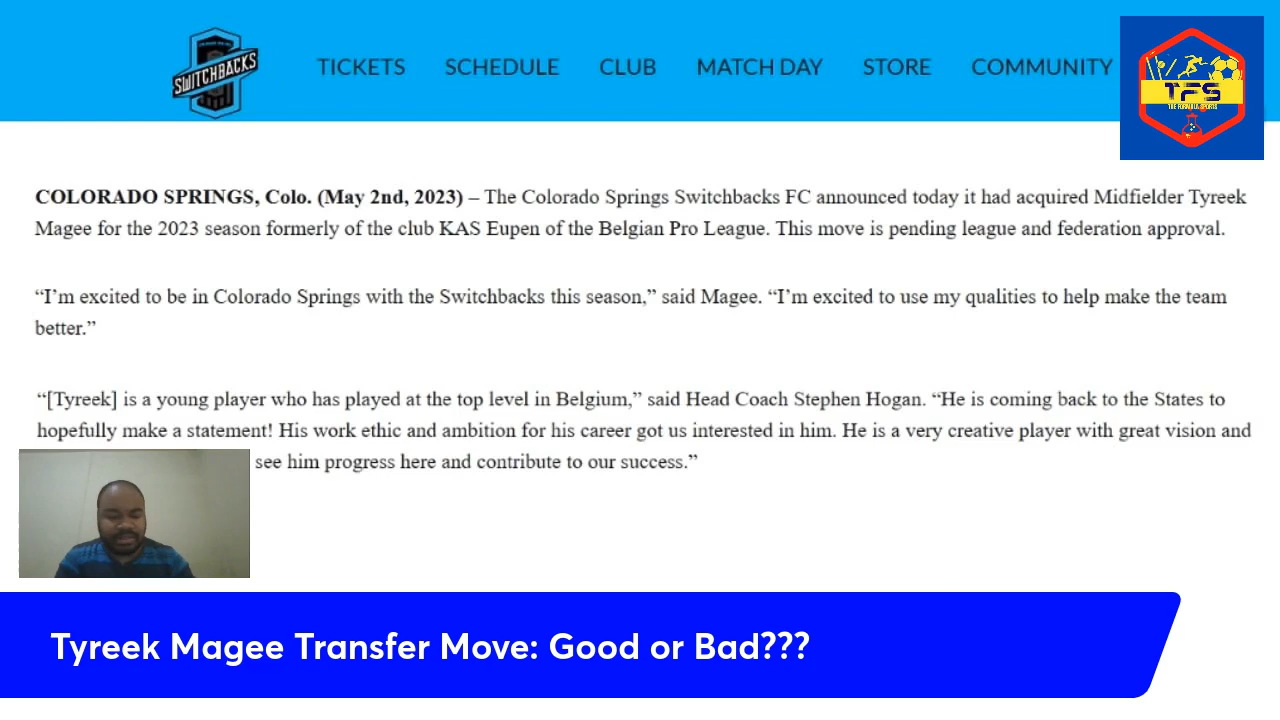 SWITCHBACKS
TICKETS SCHEDULE CLUB MATCH DAY STORE COMMUNITY
TFS
THE FORMULA SPORTS
COLORADO SPRINGS, Colo. (May 2nd, 2023) – The Colorado Springs Switchbacks FC announced today it had acquired Midfielder Tyreek
Magee for the 2023 season formerly of the club KAS Eupen of the Belgian Pro League. This move is pending league and federation approval.
“I’m excited to be in Colorado Springs with the Switchbacks this season,” said Magee. “I’m excited to use my qualities to help make the team
better.”
“[Tyreek] is a young player who has played at the top level in Belgium,” said Head Coach Stephen Hogan. “He is coming back to the States to
hopefully make a statement! His work ethic and ambition for his career got us interested in him. He is a very creative player with great vision and
see him progress here and contribute to our success.”
Tyreek Magee Transfer Move: Good or Bad???